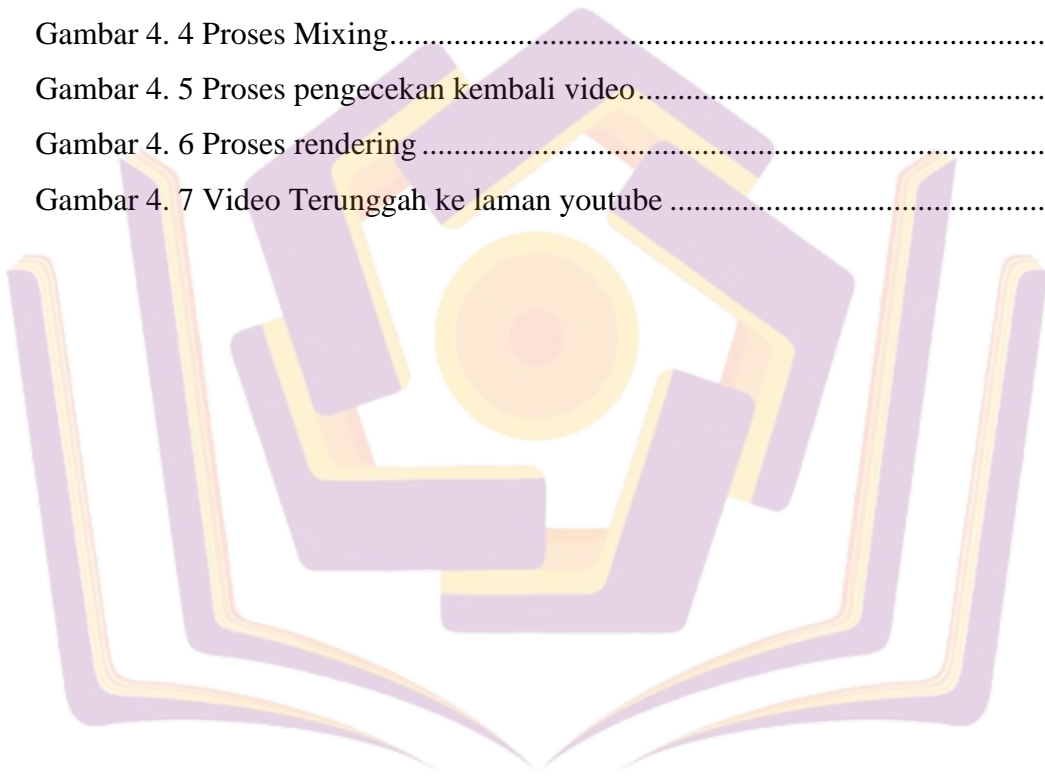 Gambar 4. 4 Proses Mixing....................................................................................
Gambar 4. 5 Proses pengecekan kembali video....................................................
Gambar 4. 6 Proses rendering ...............................................................................
Gambar 4. 7 Video Terunggah ke laman youtube ................................................